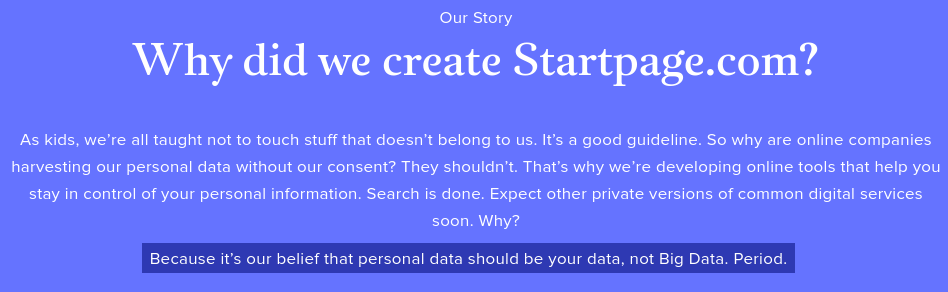 Our Story
Why did we create Startpage.com?
As kids, we’re all taught not to touch stuff that doesn’t belong to us. It’s a good guideline. So why are online companies
harvesting our personal data without our consent? They shouldn’t. That’s why we’re developing online tools that help you
stay in control of your personal information. Search is done. Expect other private versions of common digital services
soon. Why?
Because it’s our belief that personal data should be your data, not Big Data. Period.